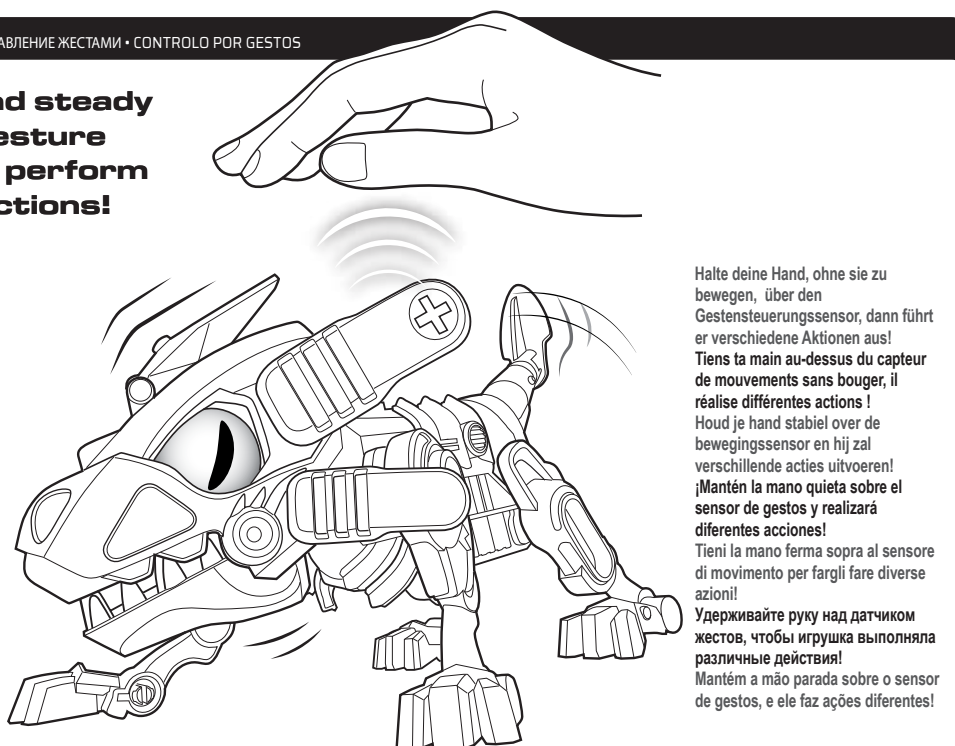 АВЛЕНИЕ ЖЕСТАМИ • CONTROLO POR GESTOS
steady
perform
Halte deine Hand, ohne sie zu
bewegen, über den
Gestensteuerungssensor, dann führt
er verschiedene Aktionen aus!
Tiens ta main au-dessus du capteur
de mouvements sans bouger, il
réalise différentes actions !
Houd je hand stabiel over de
bewegingssensor en hij zal
verschillende acties uitvoeren!
¡Mantén la mano quieta sobre el
sensor de gestos y realizará
diferentes acciones!
Tieni la mano ferma sopra al sensore
di movimento per fargli fare diverse
azioni!
Удерживайте руку над датчиком
жестов, чтобы игрушка выполняла
различные действия!
Mantém a mão parada sobre o sensor
de gestos, e ele faz ações diferentes!